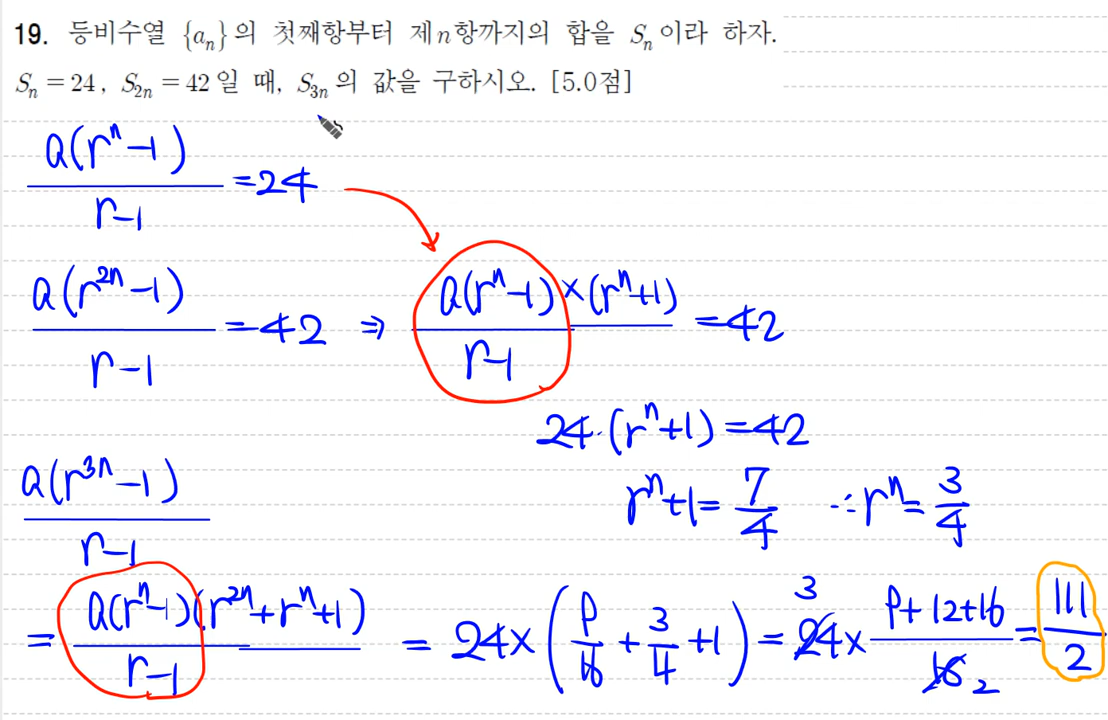 19. 등비수열 {aₙ}의 첫째항부터 제n항까지의 합을 Sₙ이라 하자.
Sₙ = 24, S₂ₙ = 42일 때, S₃ₙ의 값을 구하시오. [5.0점]
a(rⁿ-1)/(r-1) = 24
a(r²ⁿ-1)/(r-1) = 42 ⇒ a(rⁿ-1)×(rⁿ+1)/(r-1) = 42
24·(rⁿ+1) = 42
rⁿ+1 = 7/4 ∴ rⁿ = 3/4
a(r³ⁿ-1)/(r-1)
= a(rⁿ-1)(r²ⁿ+rⁿ+1)/(r-1) = 24×(9/16 + 3/4 + 1) = 24 3 × (9+12+16)/(16 2) = 111/2